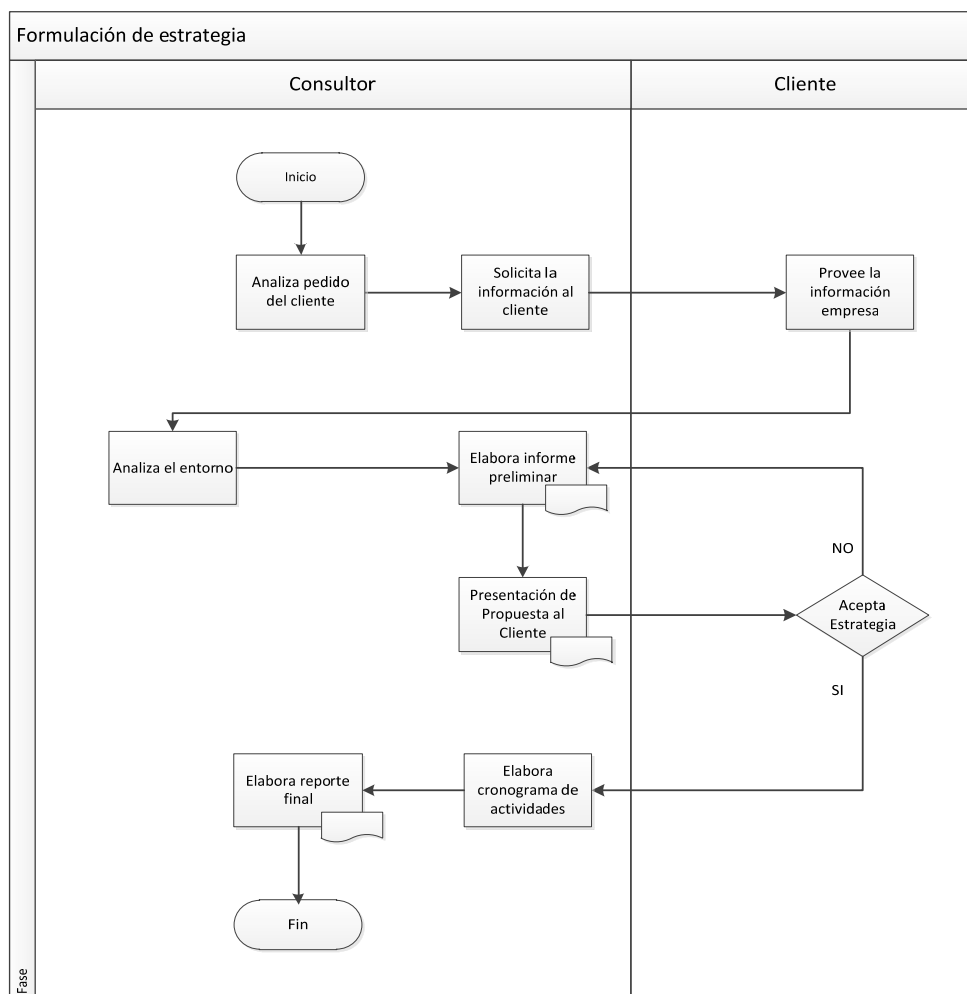 Formulación de estrategia
Consultor
Cliente
Inicio
Analiza pedido
del cliente
Solicita la
información al
cliente
Provee la
información
empresa
Analiza el entorno
Elabora informe
preliminar
NO
Presentación de
Propuesta al
Cliente
Acepta
Estrategia
SI
Elabora reporte
final
Elabora
cronograma de
actividades
Fin
Fase